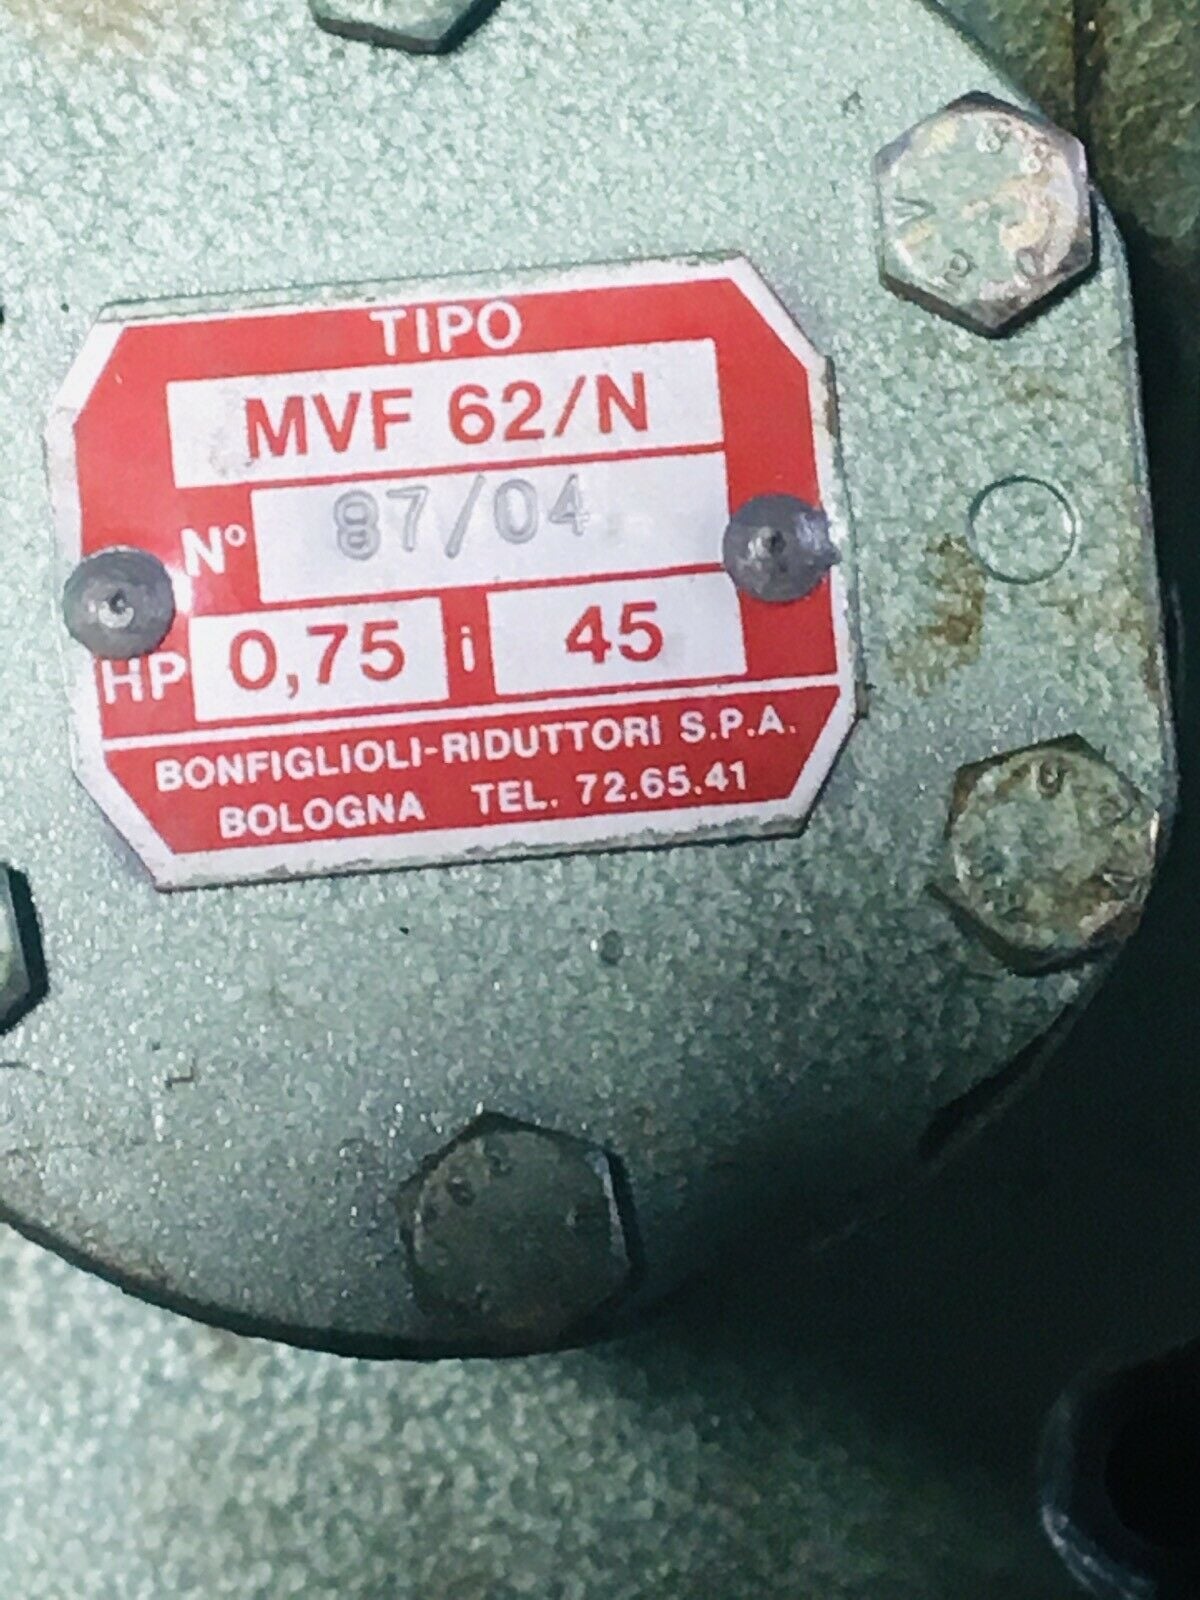 TIPO
MVF 62/N
N° 87/04
HP 0,75 i 45
BONFIGLIOLI-RIDUTTORI S.P.A.
BOLOGNA TEL. 72.65.41